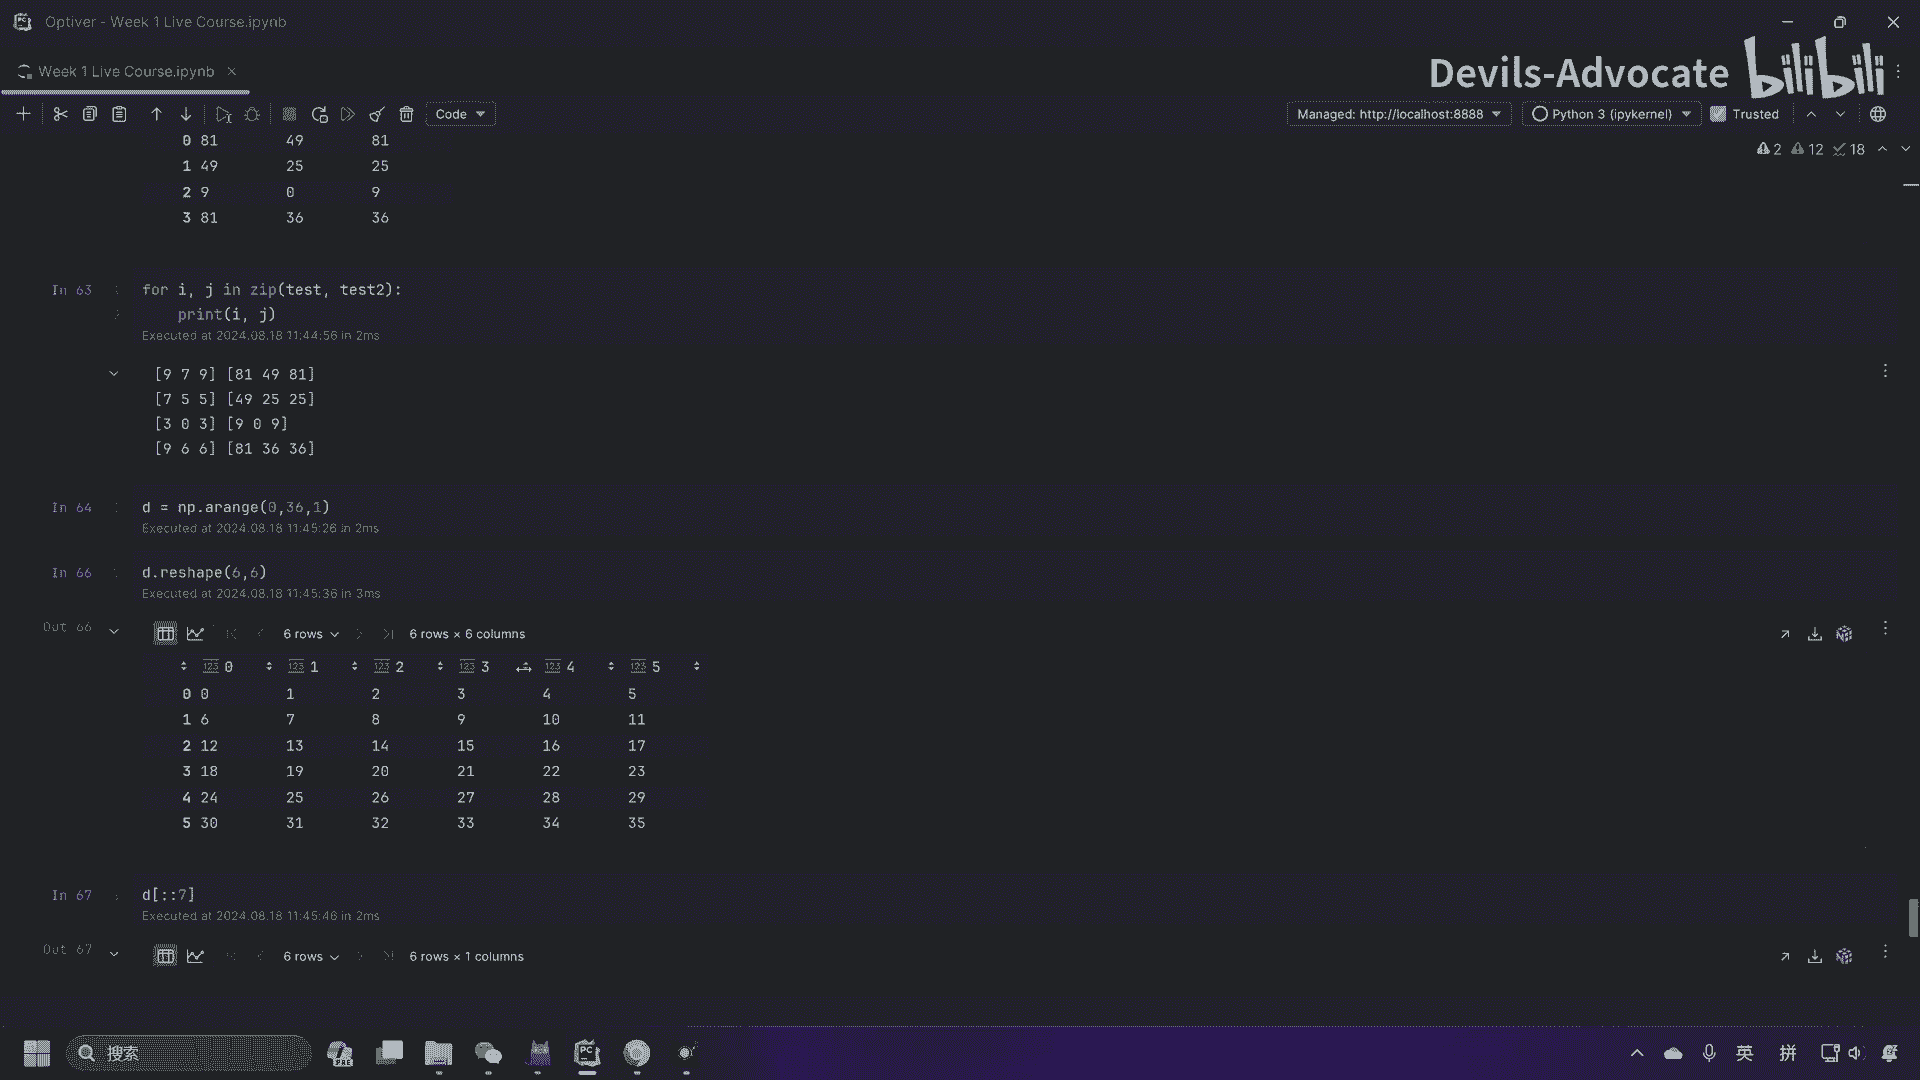 Optiver - Week 1 Live Course.ipynb
Week 1 Live Course.ipynb
Devils-Advocate bilibili
Code
Managed: http://localhost:8888
Python 3 (ipykernel)
Trusted
2 12 18
0 81 49 81
1 49 25 25
2 9 0 9
3 81 36 36
In 63
for i, j in zip(test, test2):
print(i, j)
Executed at 2024.08.18 11:44:56 in 2ms
[9 7 9] [81 49 81]
[7 5 5] [49 25 25]
[3 0 3] [9 0 9]
[9 6 6] [81 36 36]
In 64
d = np.arange(0,36,1)
Executed at 2024.08.18 11:45:26 in 2ms
In 66
d.reshape(6,6)
Executed at 2024.08.18 11:45:36 in 3ms
Out 66
6 rows
6 rows × 6 columns
123 0 123 1 123 2 123 3 123 4 123 5
0 0 1 2 3 4 5
1 6 7 8 9 10 11
2 12 13 14 15 16 17
3 18 19 20 21 22 23
4 24 25 26 27 28 29
5 30 31 32 33 34 35
In 67
d[::7]
Executed at 2024.08.18 11:45:46 in 2ms
Out 67
6 rows
6 rows × 1 columns
搜索
PRE
PC
英
拼